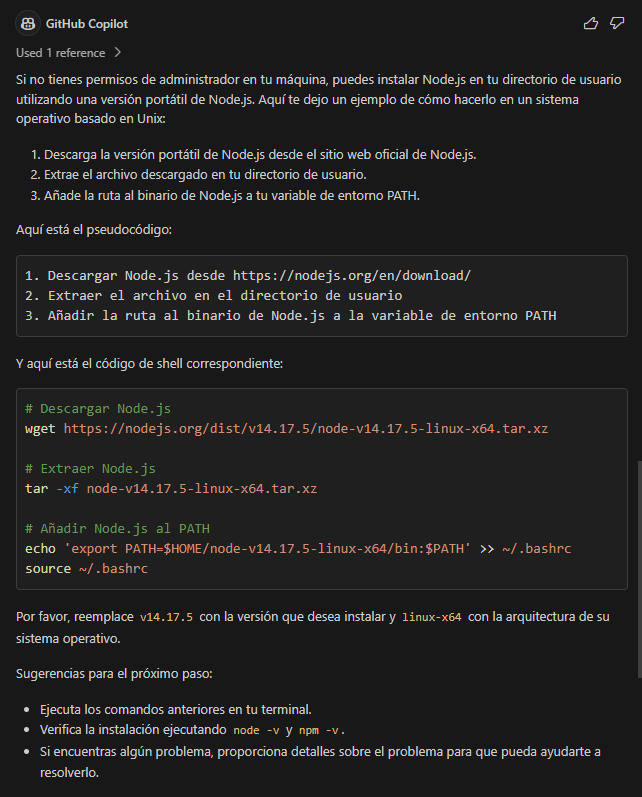 GitHub Copilot
Used 1 reference
Si no tienes permisos de administrador en tu máquina, puedes instalar Node.js en tu directorio de usuario
utilizando una versión portátil de Node.js. Aquí te dejo un ejemplo de cómo hacerlo en un sistema
operativo basado en Unix:
1. Descarga la versión portátil de Node.js desde el sitio web oficial de Node.js.
2. Extrae el archivo descargado en tu directorio de usuario.
3. Añade la ruta al binario de Node.js a tu variable de entorno PATH.
Aquí está el pseudocódigo:
1. Descargar Node.js desde https://nodejs.org/en/download/
2. Extraer el archivo en el directorio de usuario
3. Añadir la ruta al binario de Node.js a la variable de entorno PATH
Y aquí está el código de shell correspondiente:
# Descargar Node.js
wget https://nodejs.org/dist/v14.17.5/node-v14.17.5-linux-x64.tar.xz
# Extraer Node.js
tar -xf node-v14.17.5-linux-x64.tar.xz
# Añadir Node.js al PATH
echo 'export PATH=$HOME/node-v14.17.5-linux-x64/bin:$PATH' >> ~/.bashrc
source ~/.bashrc
Por favor, reemplace v14.17.5 con la versión que desea instalar y linux-x64 con la arquitectura de su
sistema operativo.
Sugerencias para el próximo paso:
• Ejecuta los comandos anteriores en tu terminal.
• Verifica la instalación ejecutando node -v y npm -v.
• Si encuentras algún problema, proporciona detalles sobre el problema para que pueda ayudarte a
resolverlo.